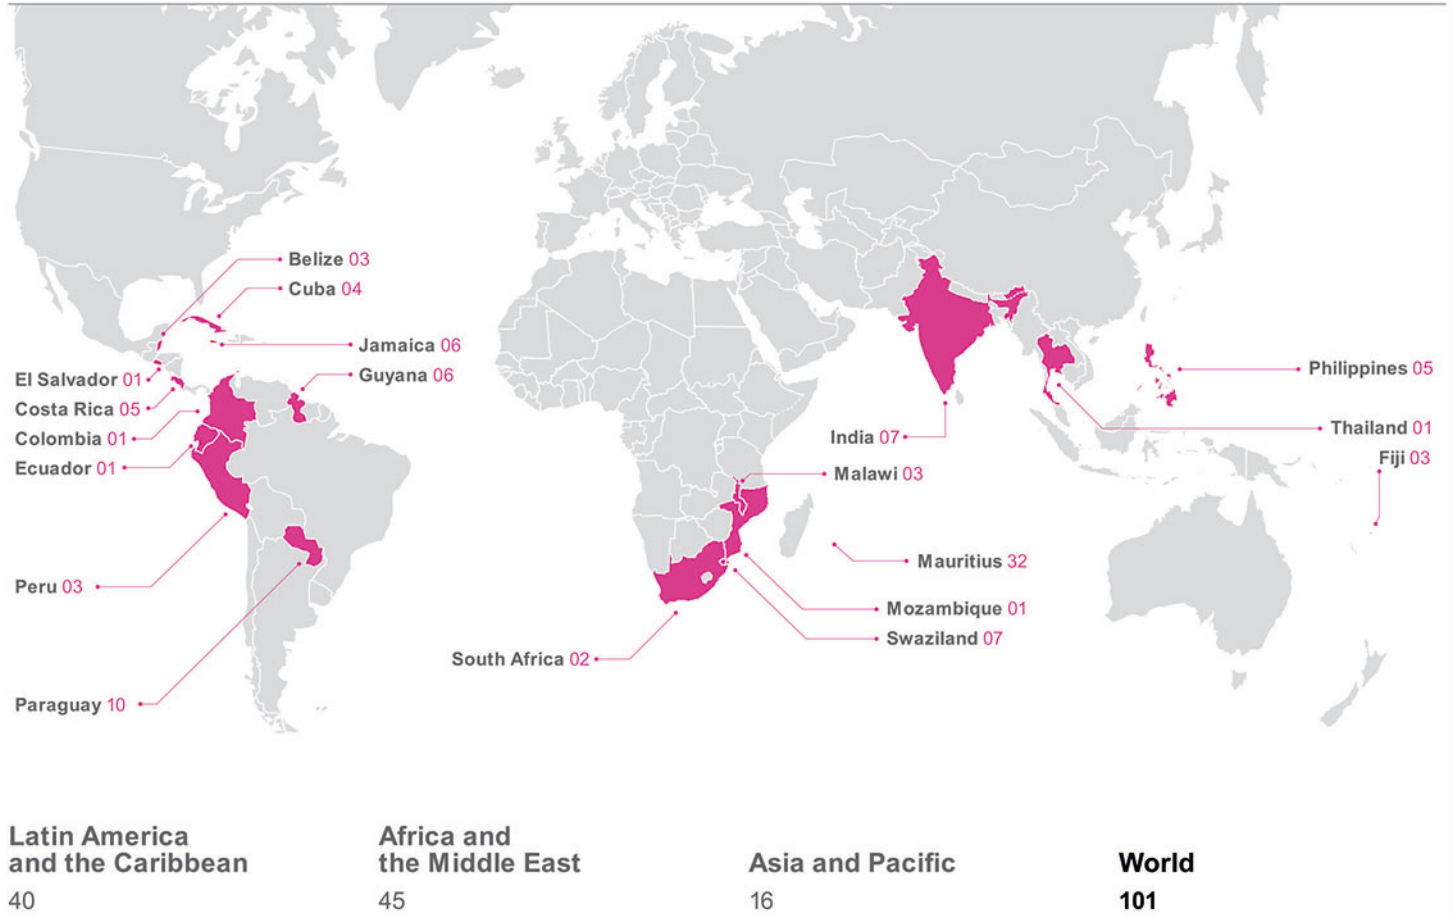 Belize 03
Cuba 04
Jamaica 06
Guyana 06
El Salvador 01
Costa Rica 05
Colombia 01
Ecuador 01
Peru 03
Paraguay 10
South Africa 02
India 07
Malawi 03
Mauritius 32
Mozambique 01
Swaziland 07
Philippines 05
Thailand 01
Fiji 03
Latin America
and the Caribbean
40
Africa and
the Middle East
45
Asia and Pacific
16
World
101